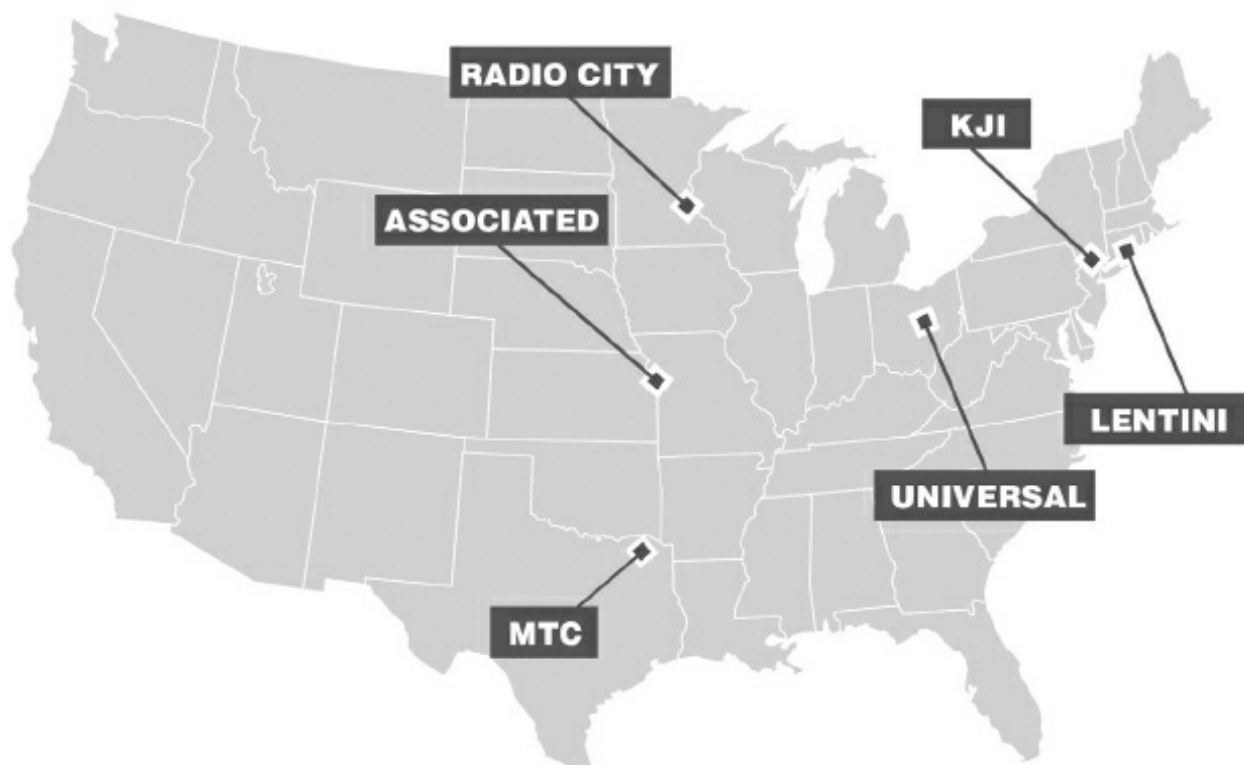 RADIO CITY
KJI
ASSOCIATED
LENTINI
UNIVERSAL
MTC